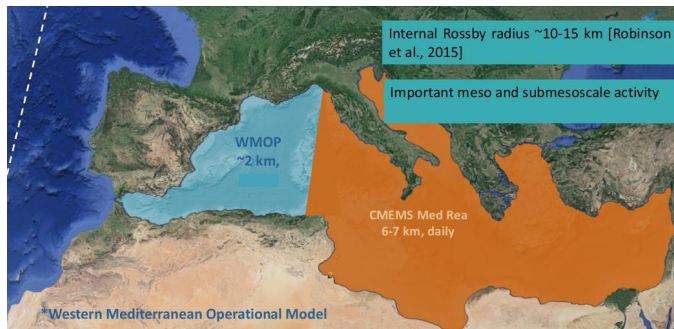 Internal Rossby radius ~10-15 km [Robinson
et al., 2015]
Important meso and submesoscale activity
WMOP
~2 km,
CMEMS Med Rea
6-7 km, daily
*Western Mediterranean Operational Model